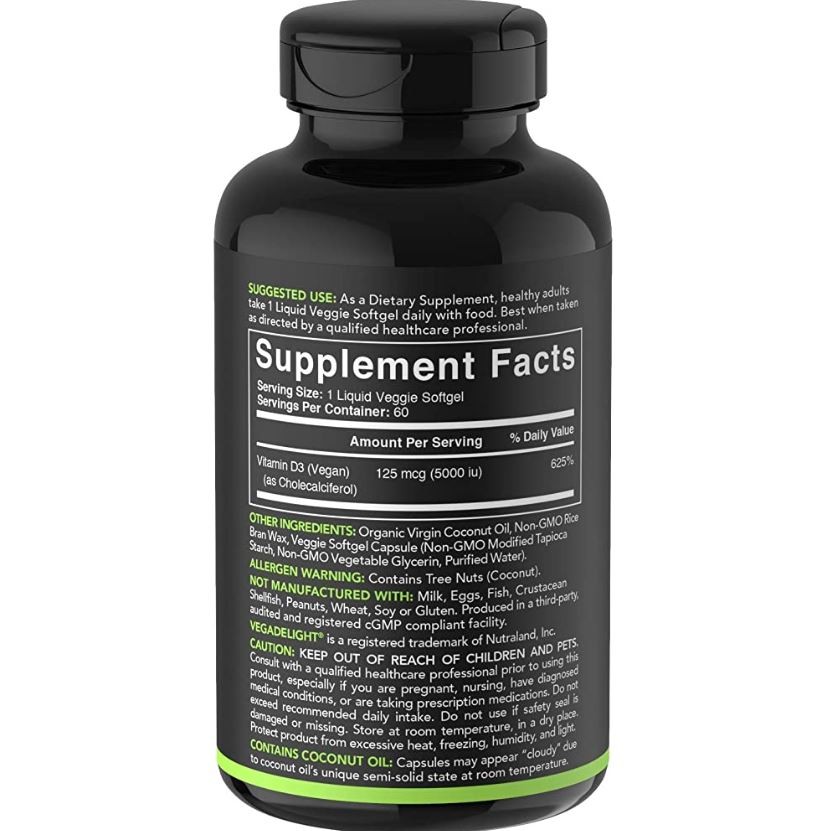 SUGGESTED USE: As a Dietary Supplement, healthy adults
take 1 Liquid Veggie Softgel daily with food. Best when taken
as directed by a qualified healthcare professional.
Supplement Facts
Serving Size: 1 Liquid Veggie Softgel
Servings Per Container: 60
Amount Per Serving % Daily Value
Vitamin D3 (Vegan) 125 mcg (5000 iu) 625%
(as Cholecalciferol)
OTHER INGREDIENTS: Organic Virgin Coconut Oil, Non-GMO Rice
Bran Wax, Veggie Softgel Capsule (Non-GMO Modified Tapioca
Starch, Non-GMO Vegetable Glycerin, Purified Water).
ALLERGEN WARNING: Contains Tree Nuts (Coconut).
NOT MANUFACTURED WITH: Milk, Eggs, Fish, Crustacean
Shellfish, Peanuts, Wheat, Soy or Gluten. Produced in a third-party,
audited and registered cGMP compliant facility.
VEGADELIGHT® is a registered trademark of Nutraland, Inc.
CAUTION: KEEP OUT OF REACH OF CHILDREN AND PETS.
Consult with a qualified healthcare professional prior to using this
product, especially if you are pregnant, nursing, have diagnosed
medical conditions, or are taking prescription medications. Do not
exceed recommended daily intake. Do not use if safety seal is
damaged or missing. Store at room temperature, in a dry place.
Protect product from excessive heat, freezing, humidity, and light.
CONTAINS COCONUT OIL: Capsules may appear "cloudy" due
to coconut oil's unique semi-solid state at room temperature.